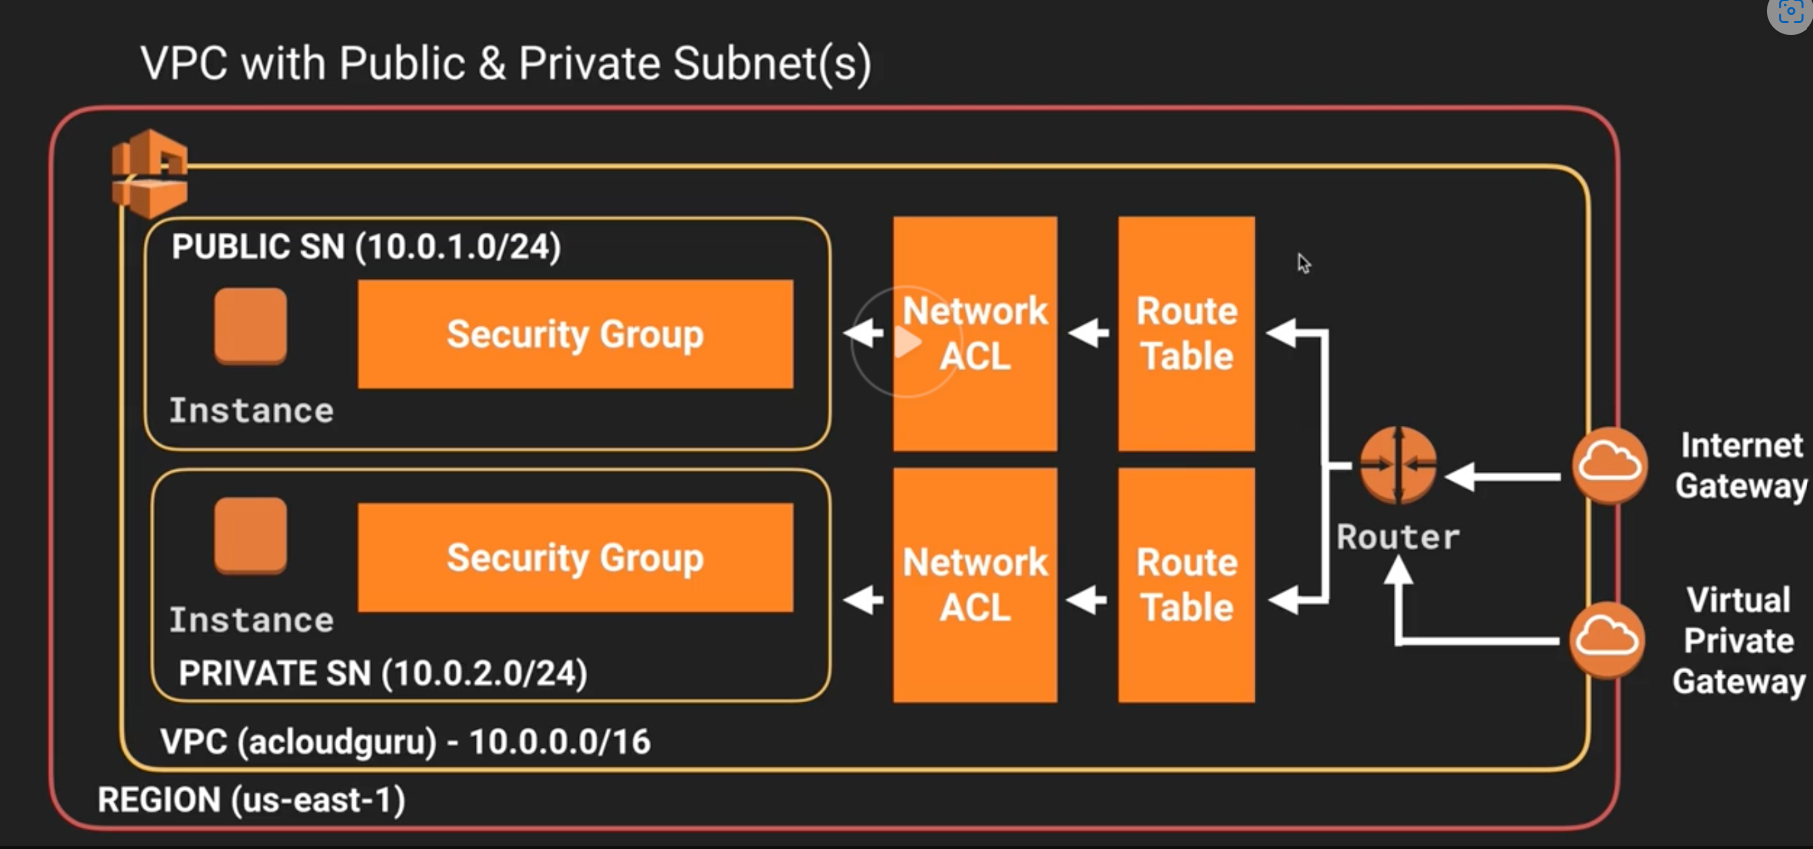 VPC with Public & Private Subnet(s)
PUBLIC SN (10.0.1.0/24)
Security Group
Instance
Network
ACL
Route
Table
Security Group
Instance
PRIVATE SN (10.0.2.0/24)
Network
ACL
Route
Table
Router
Internet
Gateway
Virtual
Private
Gateway
VPC (acloudguru) - 10.0.0.0/16
REGION (us-east-1)